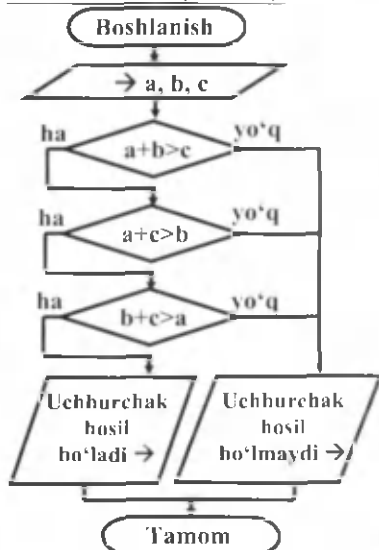 Boshlanish
→ a, b, c
ha yo‘q
a+b>c
ha yo‘q
a+c>b
ha yo‘q
b+c>a
Uchburchak
hosil
bo‘ladi →
Uchburchak
hosil
bo‘lmaydi →
Tamom